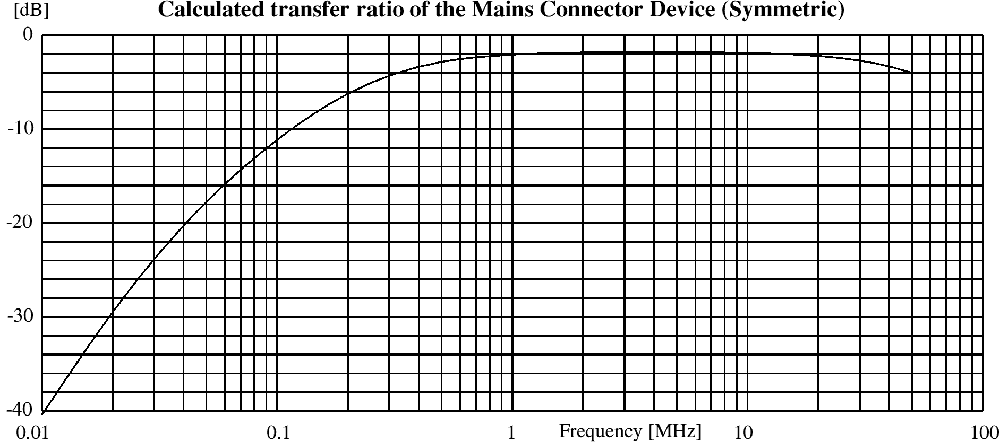 [dB] Calculated transfer ratio of the Mains Connector Device (Symmetric)
0
-10
-20
-30
-40
0.01 0.1 1 Frequency [MHz] 10 100